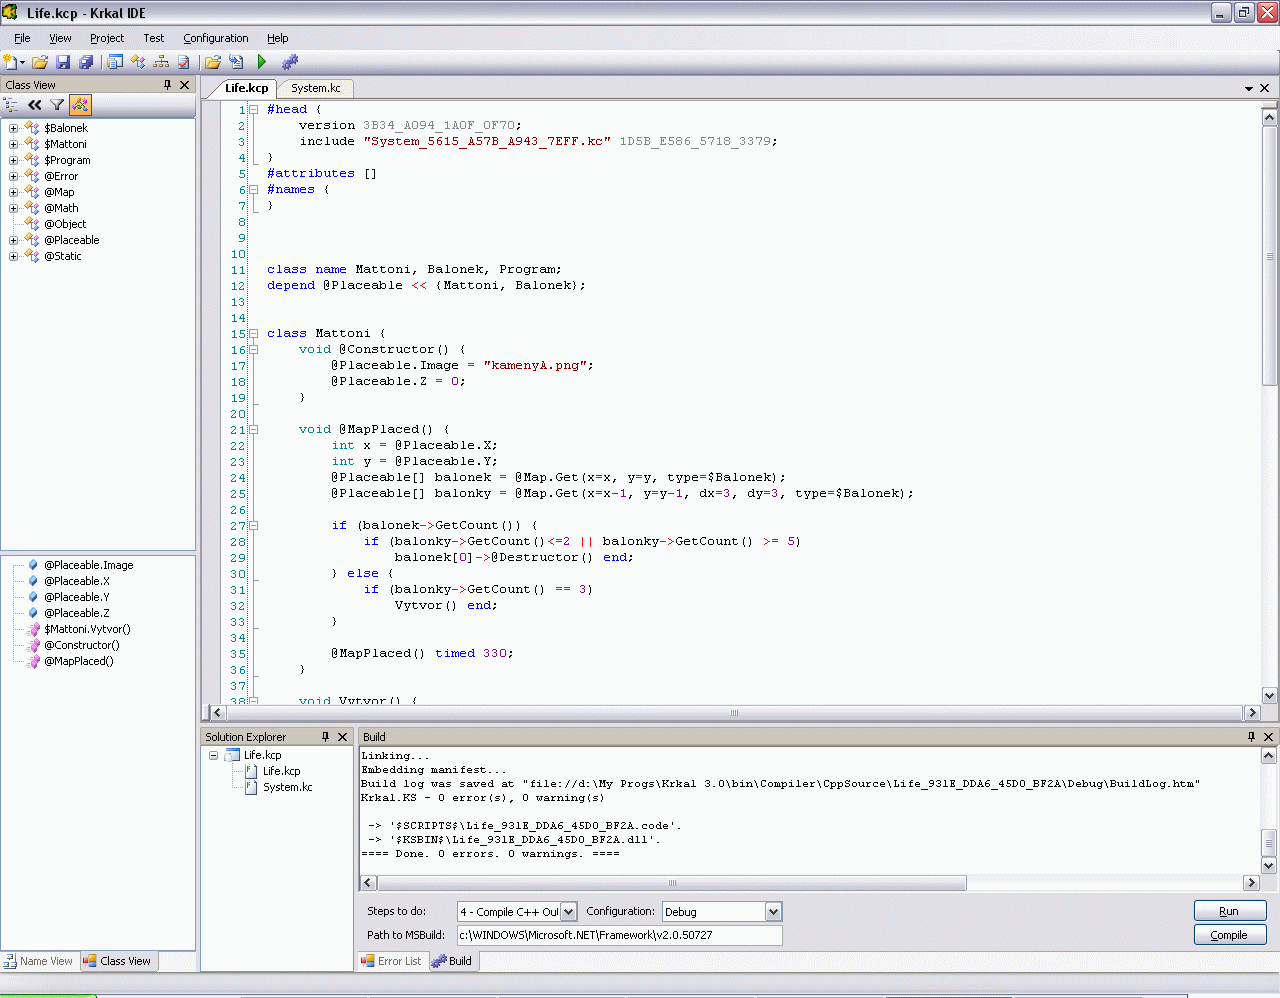 Life.kcp - Krkal IDE
File View Project Test Configuration Help
Class View
$Balonek
$Mattoni
$Program
@Error
@Map
@Math
@Object
@Placeable
@Static
@Placeable.Image
@Placeable.X
@Placeable.Y
@Placeable.Z
$Mattoni.Vytvor()
@Constructor()
@MapPlaced()
Name View Class View
Life.kcp System.kc
1 #head {
2 version 3B34_A094_1A0F_0F70;
3 include "System_5615_A57B_A943_7EFF.kc" 1D5B_E586_5718_3379;
4 }
5 #attributes []
6 #names {
7 }
8
9
10
11 class name Mattoni, Balonek, Program;
12 depend @Placeable << {Mattoni, Balonek};
13
14
15 class Mattoni {
16 void @Constructor() {
17 @Placeable.Image = "kamenyA.png";
18 @Placeable.Z = 0;
19 }
20
21 void @MapPlaced() {
22 int x = @Placeable.X;
23 int y = @Placeable.Y;
24 @Placeable[] balonek = @Map.Get(x=x, y=y, type=$Balonek);
25 @Placeable[] balonky = @Map.Get(x=x-1, y=y-1, dx=3, dy=3, type=$Balonek);
26
27 if (balonek->GetCount()) {
28 if (balonky->GetCount()<=2 || balonky->GetCount() >= 5)
29 balonek[0]->@Destructor() end;
30 } else {
31 if (balonky->GetCount() == 3)
32 Vytvor() end;
33 }
34
35 @MapPlaced() timed 330;
36 }
37
38 void Vytvor() {
Solution Explorer
Life.kcp
Life.kcp
System.kc
Build
Linking...
Embedding manifest...
Build log was saved at "file://d:\My Progs\Krkal 3.0\bin\Compiler\CppSource\Life_931E_DDA6_45D0_BF2A\Debug\BuildLog.htm"
Krkal.KS - 0 error(s), 0 warning(s)
-> '$SCRIPTS$\Life_931E_DDA6_45D0_BF2A.code'.
-> '$KSBIN$\Life_931E_DDA6_45D0_BF2A.dll'.
==== Done. 0 errors. 0 warnings. ====
Steps to do: 4 - Compile C++ Out Configuration: Debug Run
Path to MSBuild: c:\WINDOWS\Microsoft.NET\Framework\v2.0.50727 Compile
Error List Build